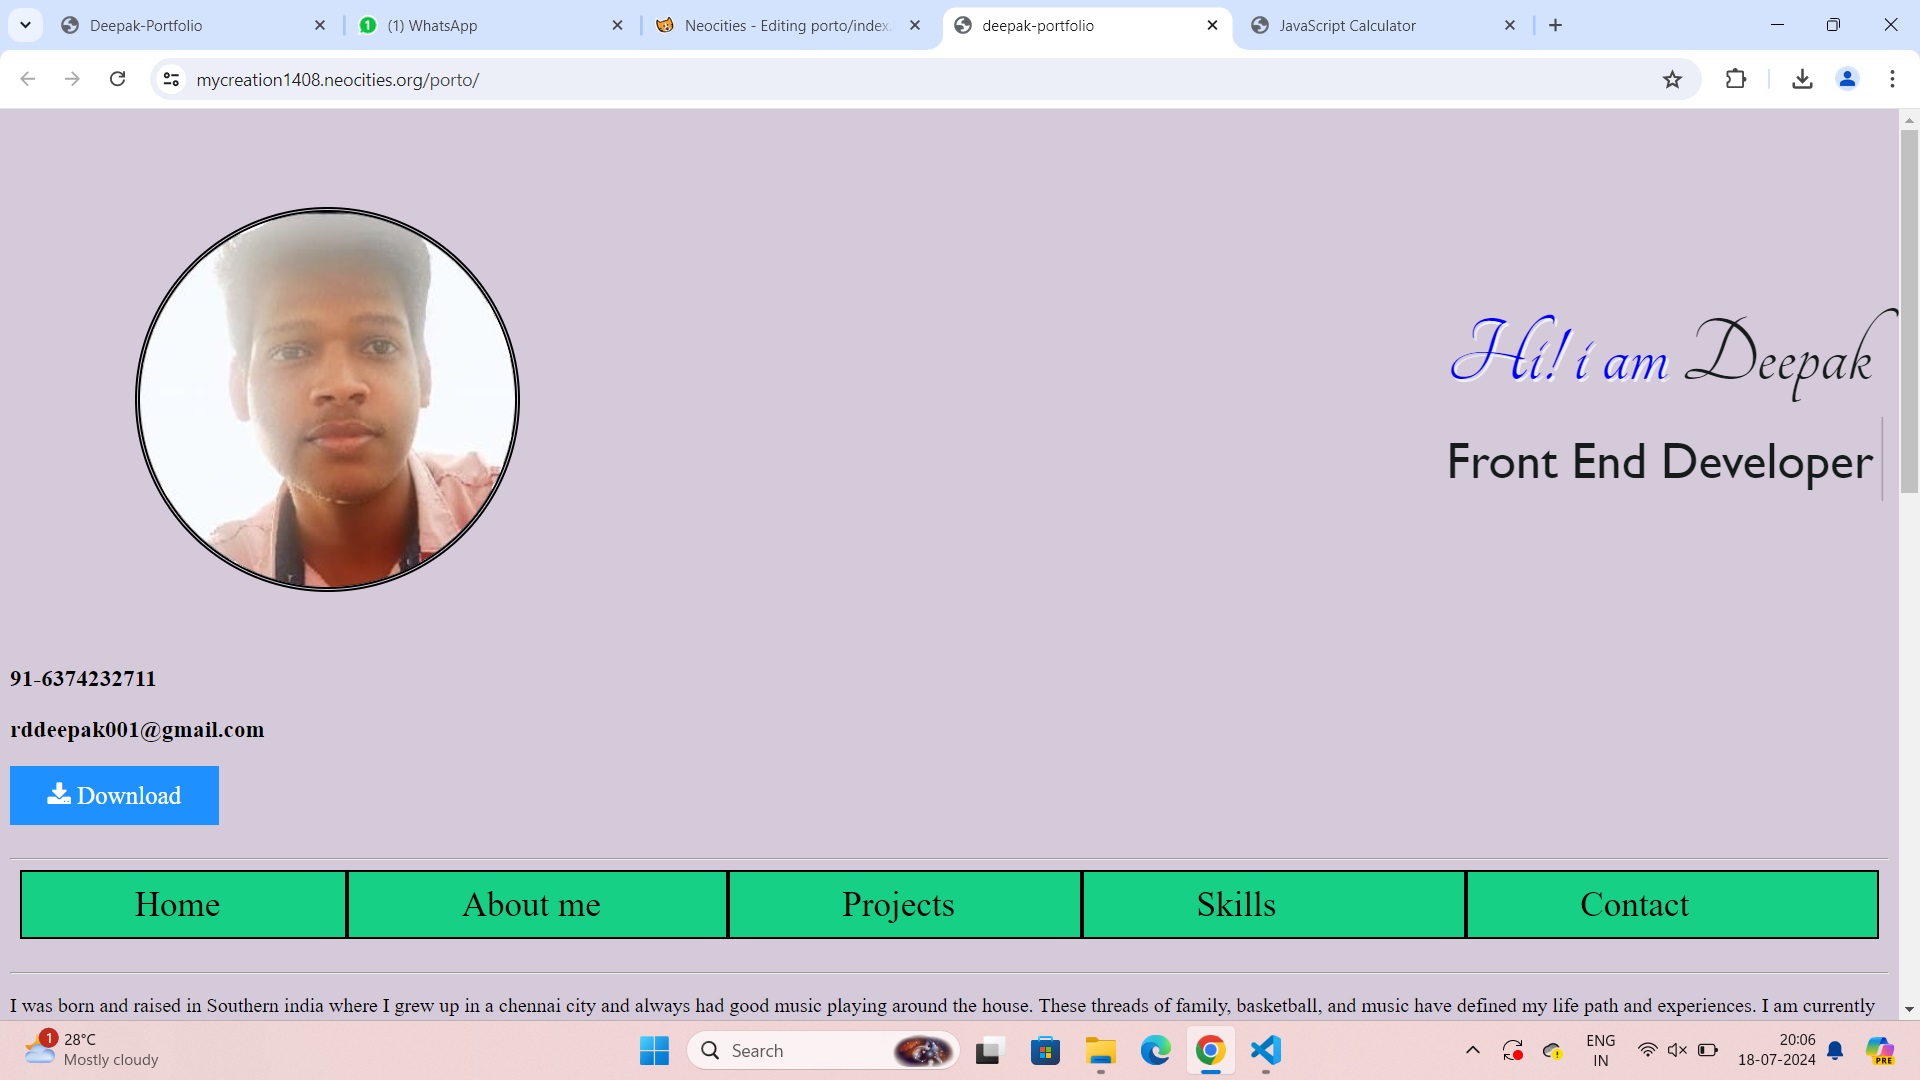 Deepak-Portfolio
(1) WhatsApp
Neocities - Editing porto/index.
deepak-portfolio
JavaScript Calculator
mycreation1408.neocities.org/porto/
Hi! i am Deepak
Front End Developer
91-6374232711
rddeepak001@gmail.com
Download
Home About me Projects Skills Contact
I was born and raised in Southern india where I grew up in a chennai city and always had good music playing around the house. These threads of family, basketball, and music have defined my life path and experiences. I am currently
1
28°C
Mostly cloudy
Search
ENG
IN
20:06
18-07-2024
PRE